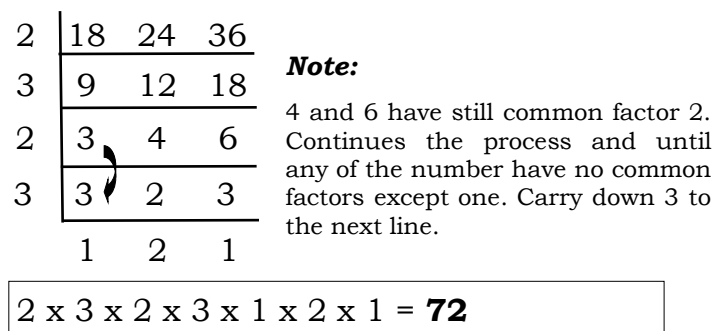 2 18 24 36
Note:
3 9 12 18
4 and 6 have still common factor 2.
2 3 4 6
Continues the process and until
any of the number have no common
3 3 2 3
factors except one. Carry down 3 to
the next line.
1 2 1
2 x 3 x 2 x 3 x 1 x 2 x 1 = 72